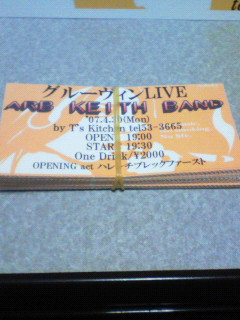 グルーヴィンLIVE
ARB KEITH BAND
'07.4.30(Mon)
by T's Kitchen tel53-3665
OPEN 19:00
START 19:30
One Drink/¥2000
OPENING act ハレンチブレックファースト